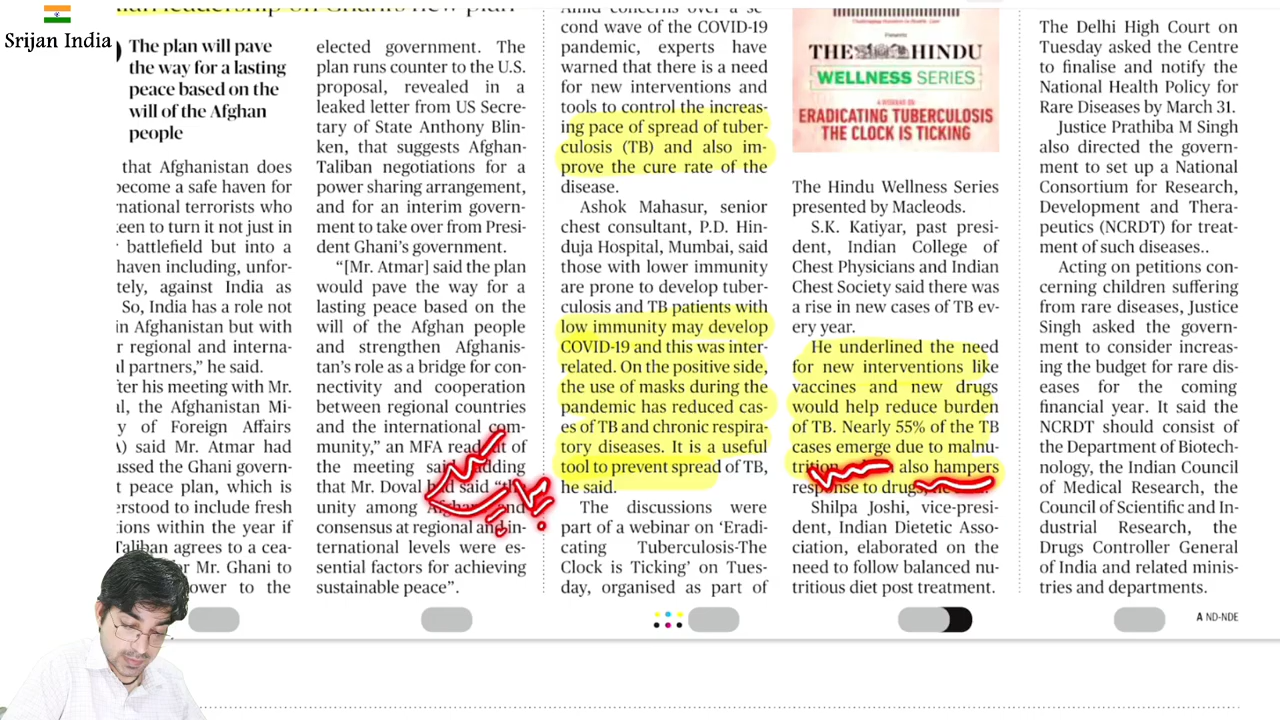 Srijan India
The plan will pave
the way for a lasting
peace based on the
will of the Afghan
people
that Afghanistan does
become a safe haven for
rnational terrorists who
keen to turn it not just in
battlefield but into a
haven including, unfor-
tely, against India as
So, India has a role not
in Afghanistan but with
r regional and interna-
l partners,” he said.
fter his meeting with Mr.
al, the Afghanistan Mi-
y of Foreign Affairs
A) said Mr. Atmar had
ussed the Ghani govern-
t peace plan, which is
erstood to include fresh
tions within the year if
Taliban agrees to a cea-
or Mr. Ghani to
power to the
elected government. The
plan runs counter to the U.S.
proposal, revealed in a
leaked letter from US Secre-
tary of State Anthony Blin-
ken, that suggests Afghan-
Taliban negotiations for a
power sharing arrangement,
and for an interim govern-
ment to take over from Presi-
dent Ghani’s government.
“[Mr. Atmar] said the plan
would pave the way for a
lasting peace based on the
will of the Afghan people
and strengthen Afghanis-
tan’s role as a bridge for con-
nectivity and cooperation
between regional countries
and the international com-
munity,” an MFA readout of
the meeting said, adding
that Mr. Doval had said “the
unity among Afghans and
consensus at regional and in-
ternational levels were es-
sential factors for achieving
sustainable peace”.
Amid concerns over a se-
cond wave of the COVID-19
pandemic, experts have
warned that there is a need
for new interventions and
tools to control the increas-
ing pace of spread of tuber-
culosis (TB) and also im-
prove the cure rate of the
disease.
Ashok Mahasur, senior
chest consultant, P.D. Hin-
duja Hospital, Mumbai, said
those with lower immunity
are prone to develop tuber-
culosis and TB patients with
low immunity may develop
COVID-19 and this was inter-
related. On the positive side,
the use of masks during the
pandemic has reduced cas-
es of TB and chronic respira-
tory diseases. It is a useful
tool to prevent spread of TB,
he said.
The discussions were
part of a webinar on ‘Eradi-
cating Tuberculosis-The
Clock is Ticking’ on Tues-
day, organised as part of
THE HINDU
WELLNESS SERIES
ERADICATING TUBERCULOSIS
THE CLOCK IS TICKING
The Hindu Wellness Series
presented by Macleods.
S.K. Katiyar, past presi-
dent, Indian College of
Chest Physicians and Indian
Chest Society said there was
a rise in new cases of TB ev-
ery year.
He underlined the need
for new interventions like
vaccines and new drugs
would help reduce burden
of TB. Nearly 55% of the TB
cases emerge due to malnu-
trition also hampers
response to drugs, he
Shilpa Joshi, vice-presi-
dent, Indian Dietetic Asso-
ciation, elaborated on the
need to follow balanced nu-
tritious diet post treatment.
The Delhi High Court on
Tuesday asked the Centre
to finalise and notify the
National Health Policy for
Rare Diseases by March 31.
Justice Prathiba M Singh
also directed the govern-
ment to set up a National
Consortium for Research,
Development and Thera-
peutics (NCRDT) for treat-
ment of such diseases..
Acting on petitions con-
cerning children suffering
from rare diseases, Justice
Singh asked the govern-
ment to consider increas-
ing the budget for rare dis-
eases for the coming
financial year. It said the
NCRDT should consist of
the Department of Biotech-
nology, the Indian Council
of Medical Research, the
Council of Scientific and In-
dustrial Research, the
Drugs Controller General
of India and related minis-
tries and departments.
A ND-NDE